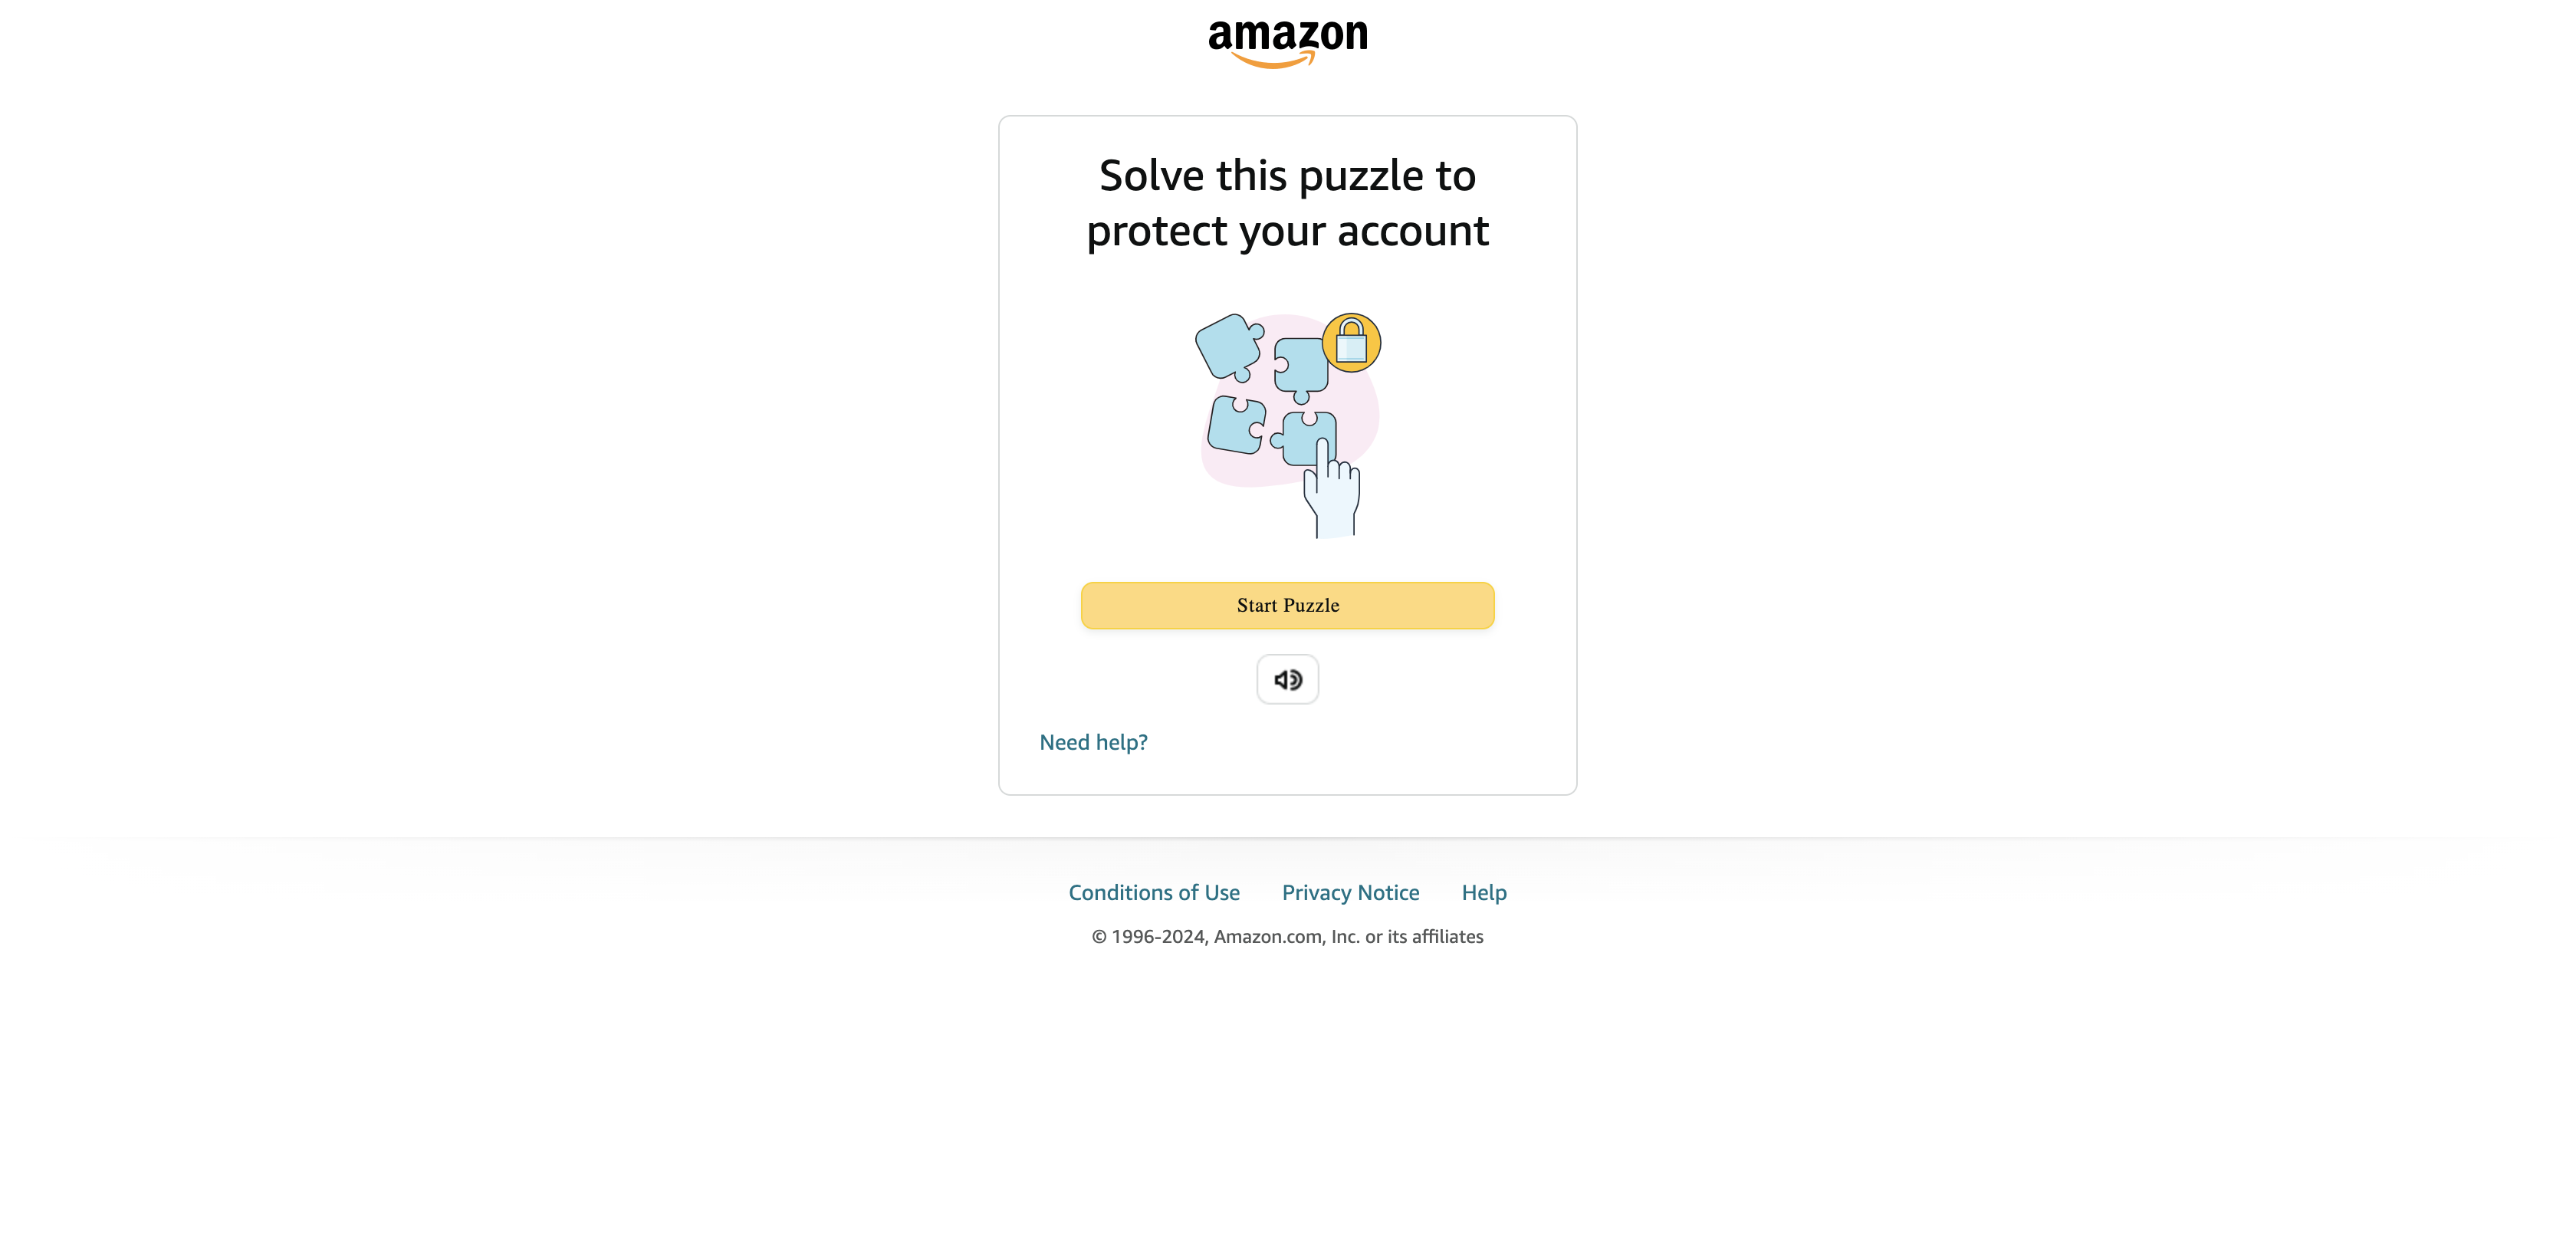 amazon
Solve this puzzle to
protect your account
Start Puzzle
Need help?
Conditions of Use Privacy Notice Help
© 1996-2024, Amazon.com, Inc. or its affiliates